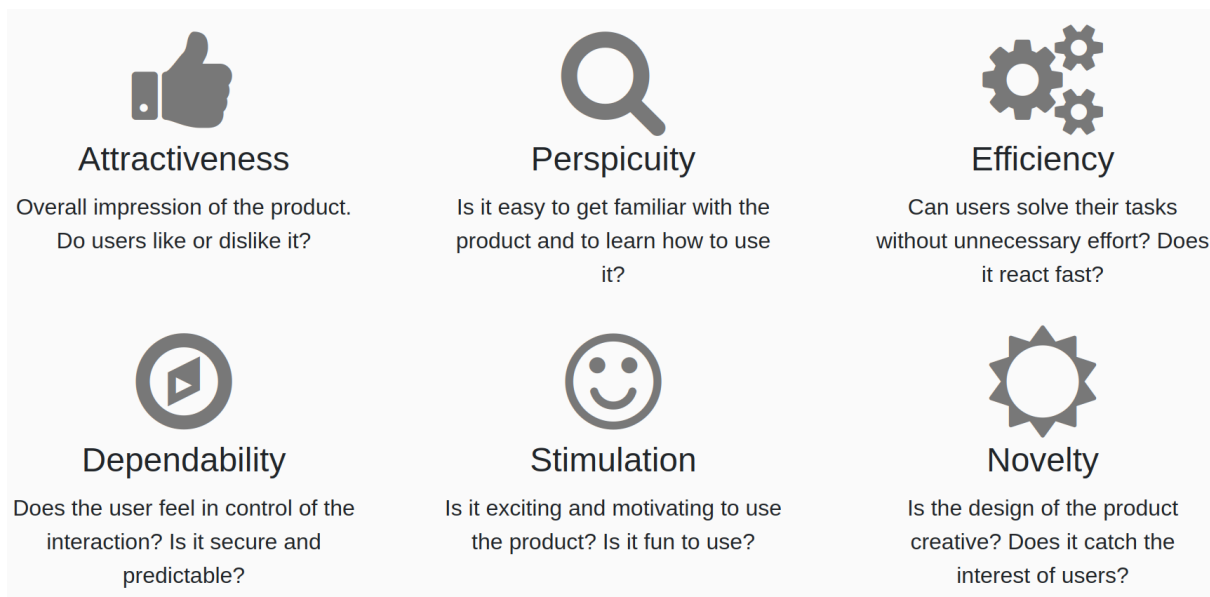 Attractiveness
Overall impression of the product.
Do users like or dislike it?
Perspicuity
Is it easy to get familiar with the
product and to learn how to use
it?
Efficiency
Can users solve their tasks
without unnecessary effort? Does
it react fast?
Dependability
Does the user feel in control of the
interaction? Is it secure and
predictable?
Stimulation
Is it exciting and motivating to use
the product? Is it fun to use?
Novelty
Is the design of the product
creative? Does it catch the
interest of users?